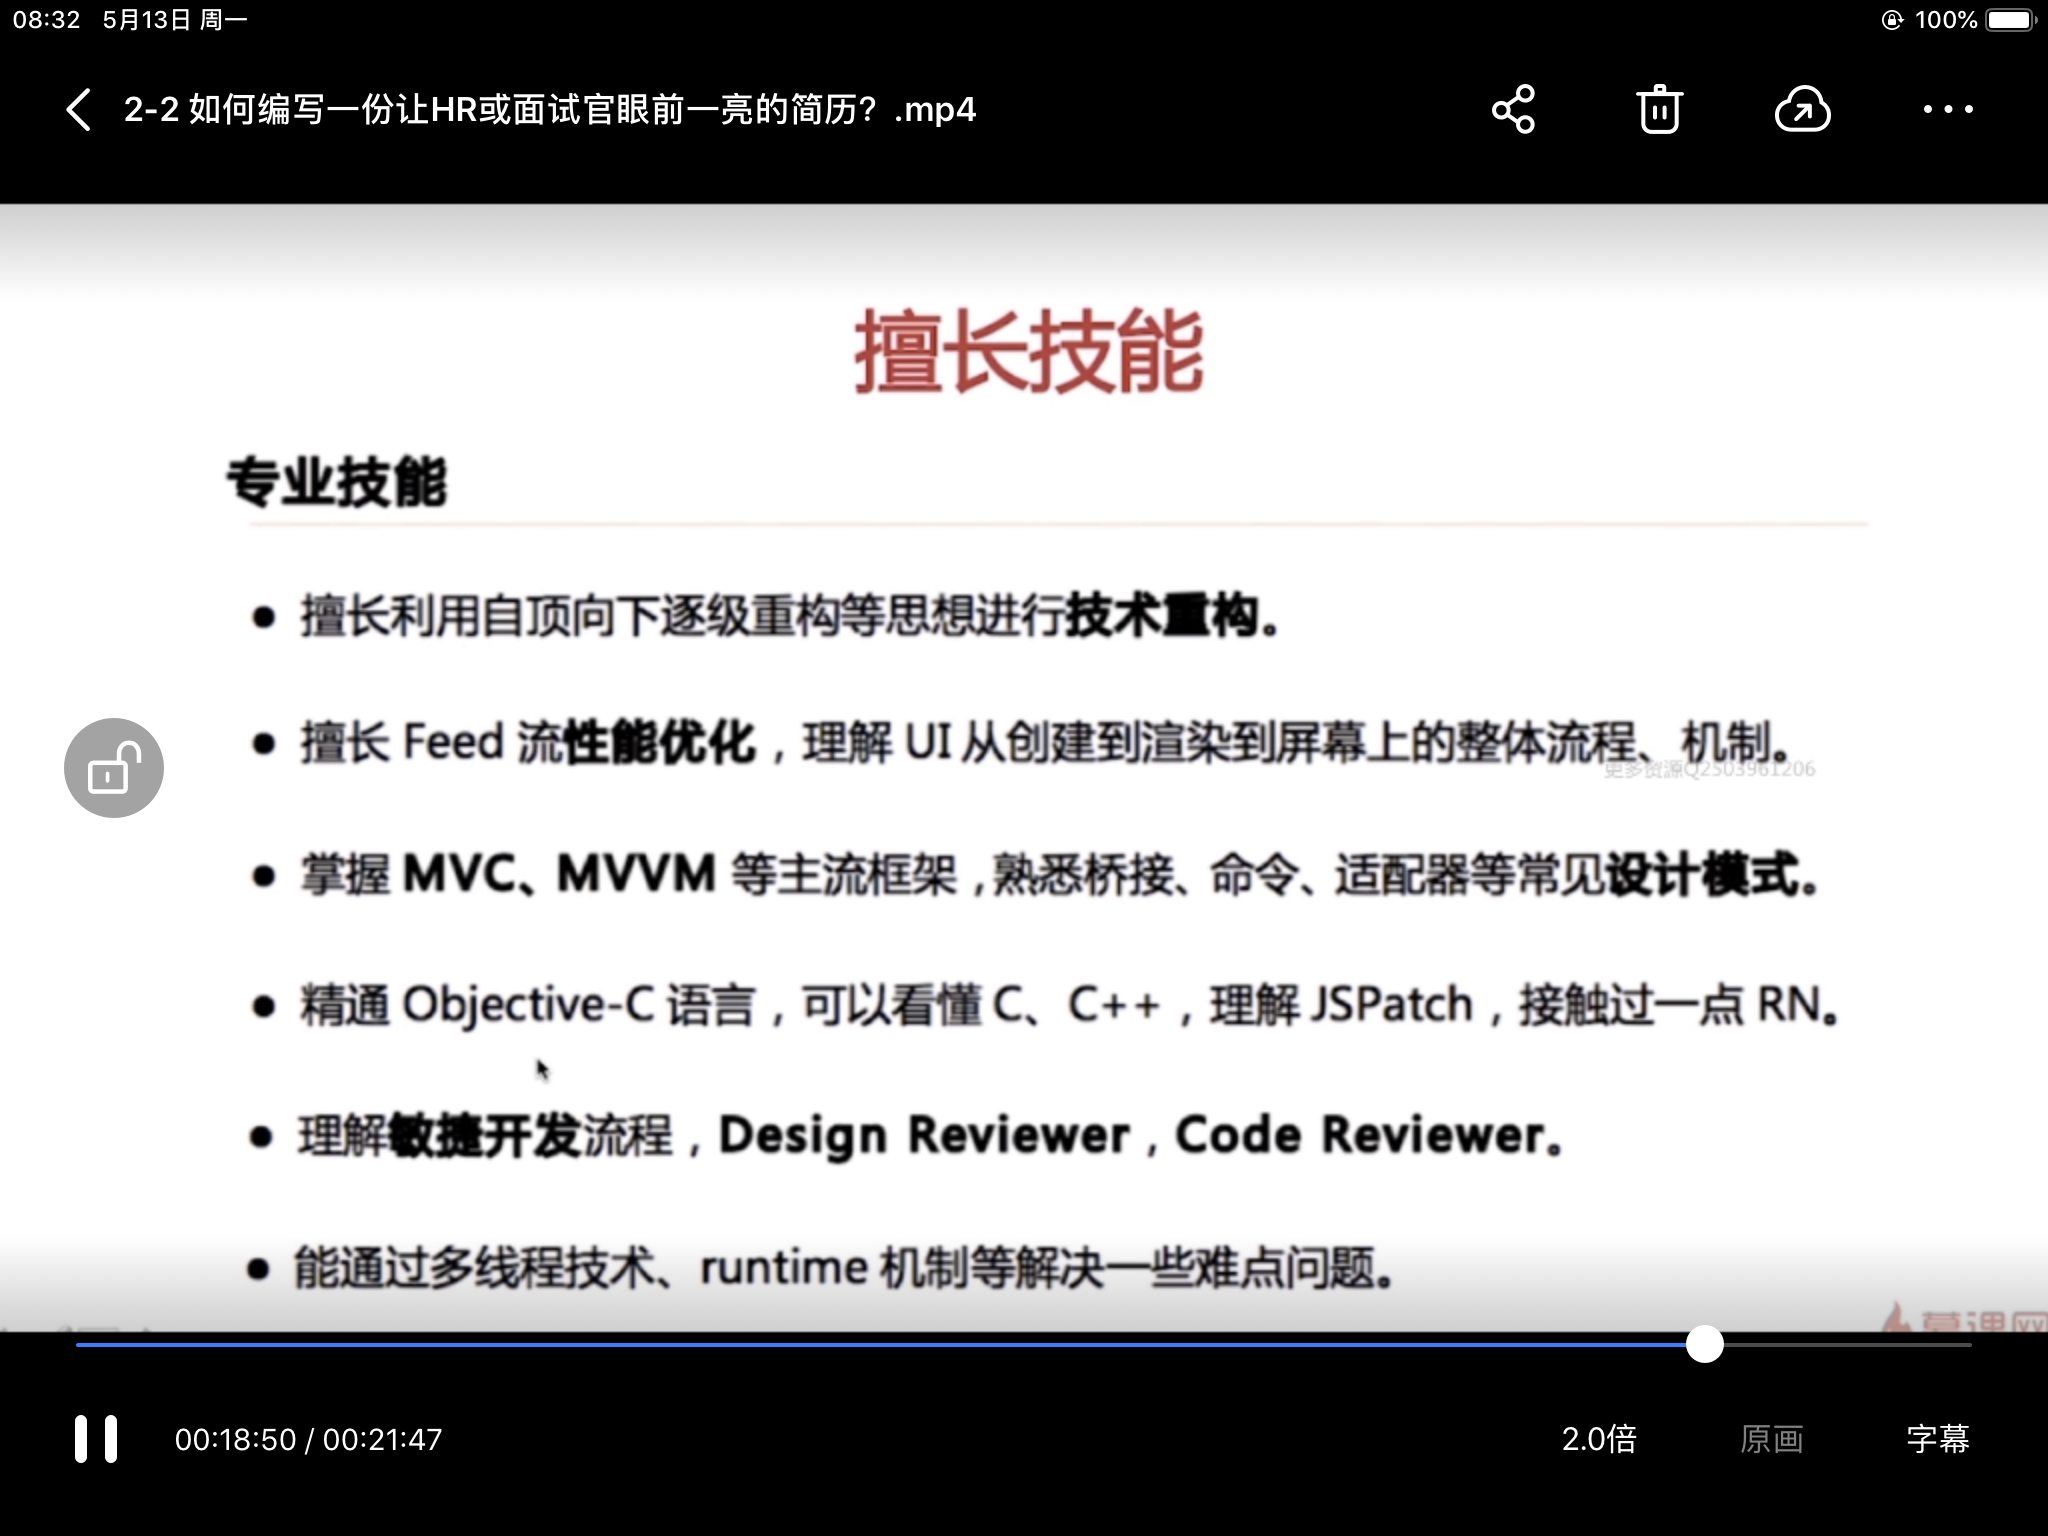 08:32 5月13日 周一
100%
2-2 如何编写一份让HR或面试官眼前一亮的简历？.mp4
擅长技能
专业技能
● 擅长利用自顶向下逐级重构等思想进行技术重构。
● 擅长 Feed 流性能优化，理解 UI 从创建到渲染到屏幕上的整体流程、机制。
更多资源Q2503961206
● 掌握 MVC、MVVM 等主流框架，熟悉桥接、命令、适配器等常见设计模式。
● 精通 Objective-C 语言，可以看懂 C、C++，理解 JSPatch，接触过一点 RN。
● 理解敏捷开发流程，Design Reviewer，Code Reviewer。
● 能通过多线程技术、runtime 机制等解决一些难点问题。
慕课网
00:18:50 / 00:21:47
2.0倍
原画
字幕